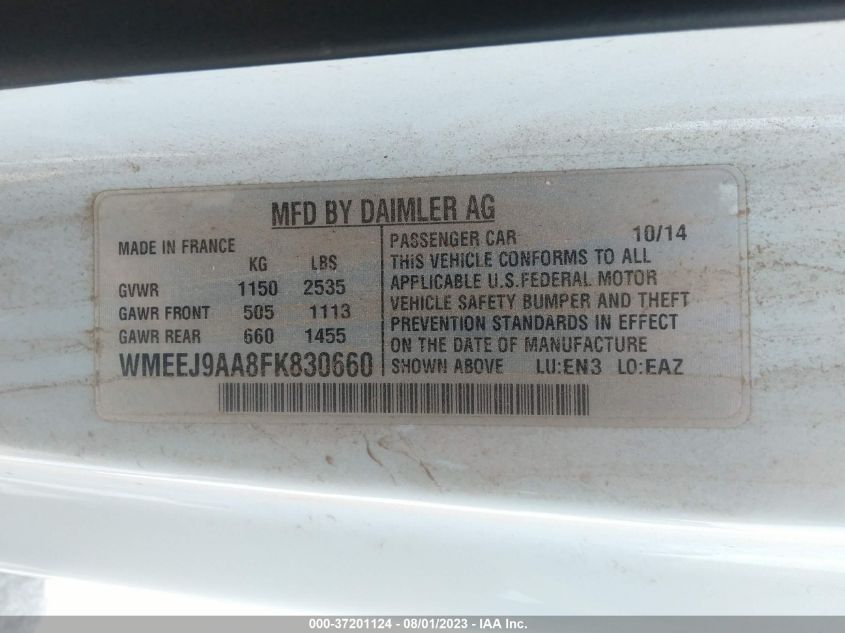 MFD BY DAIMLER AG
MADE IN FRANCE
KG LBS
GVWR 1150 2535
GAWR FRONT 505 1113
GAWR REAR 660 1455
WMEEJ9AA8FK830660
PASSENGER CAR 10/14
THIS VEHICLE CONFORMS TO ALL
APPLICABLE U.S.FEDERAL MOTOR
VEHICLE SAFETY BUMPER AND THEFT
PREVENTION STANDARDS IN EFFECT
ON THE DATE OF MANUFACTURE
SHOWN ABOVE LU:EN3 LO:EAZ
000-37201124 - 08/01/2023 - IAA Inc.